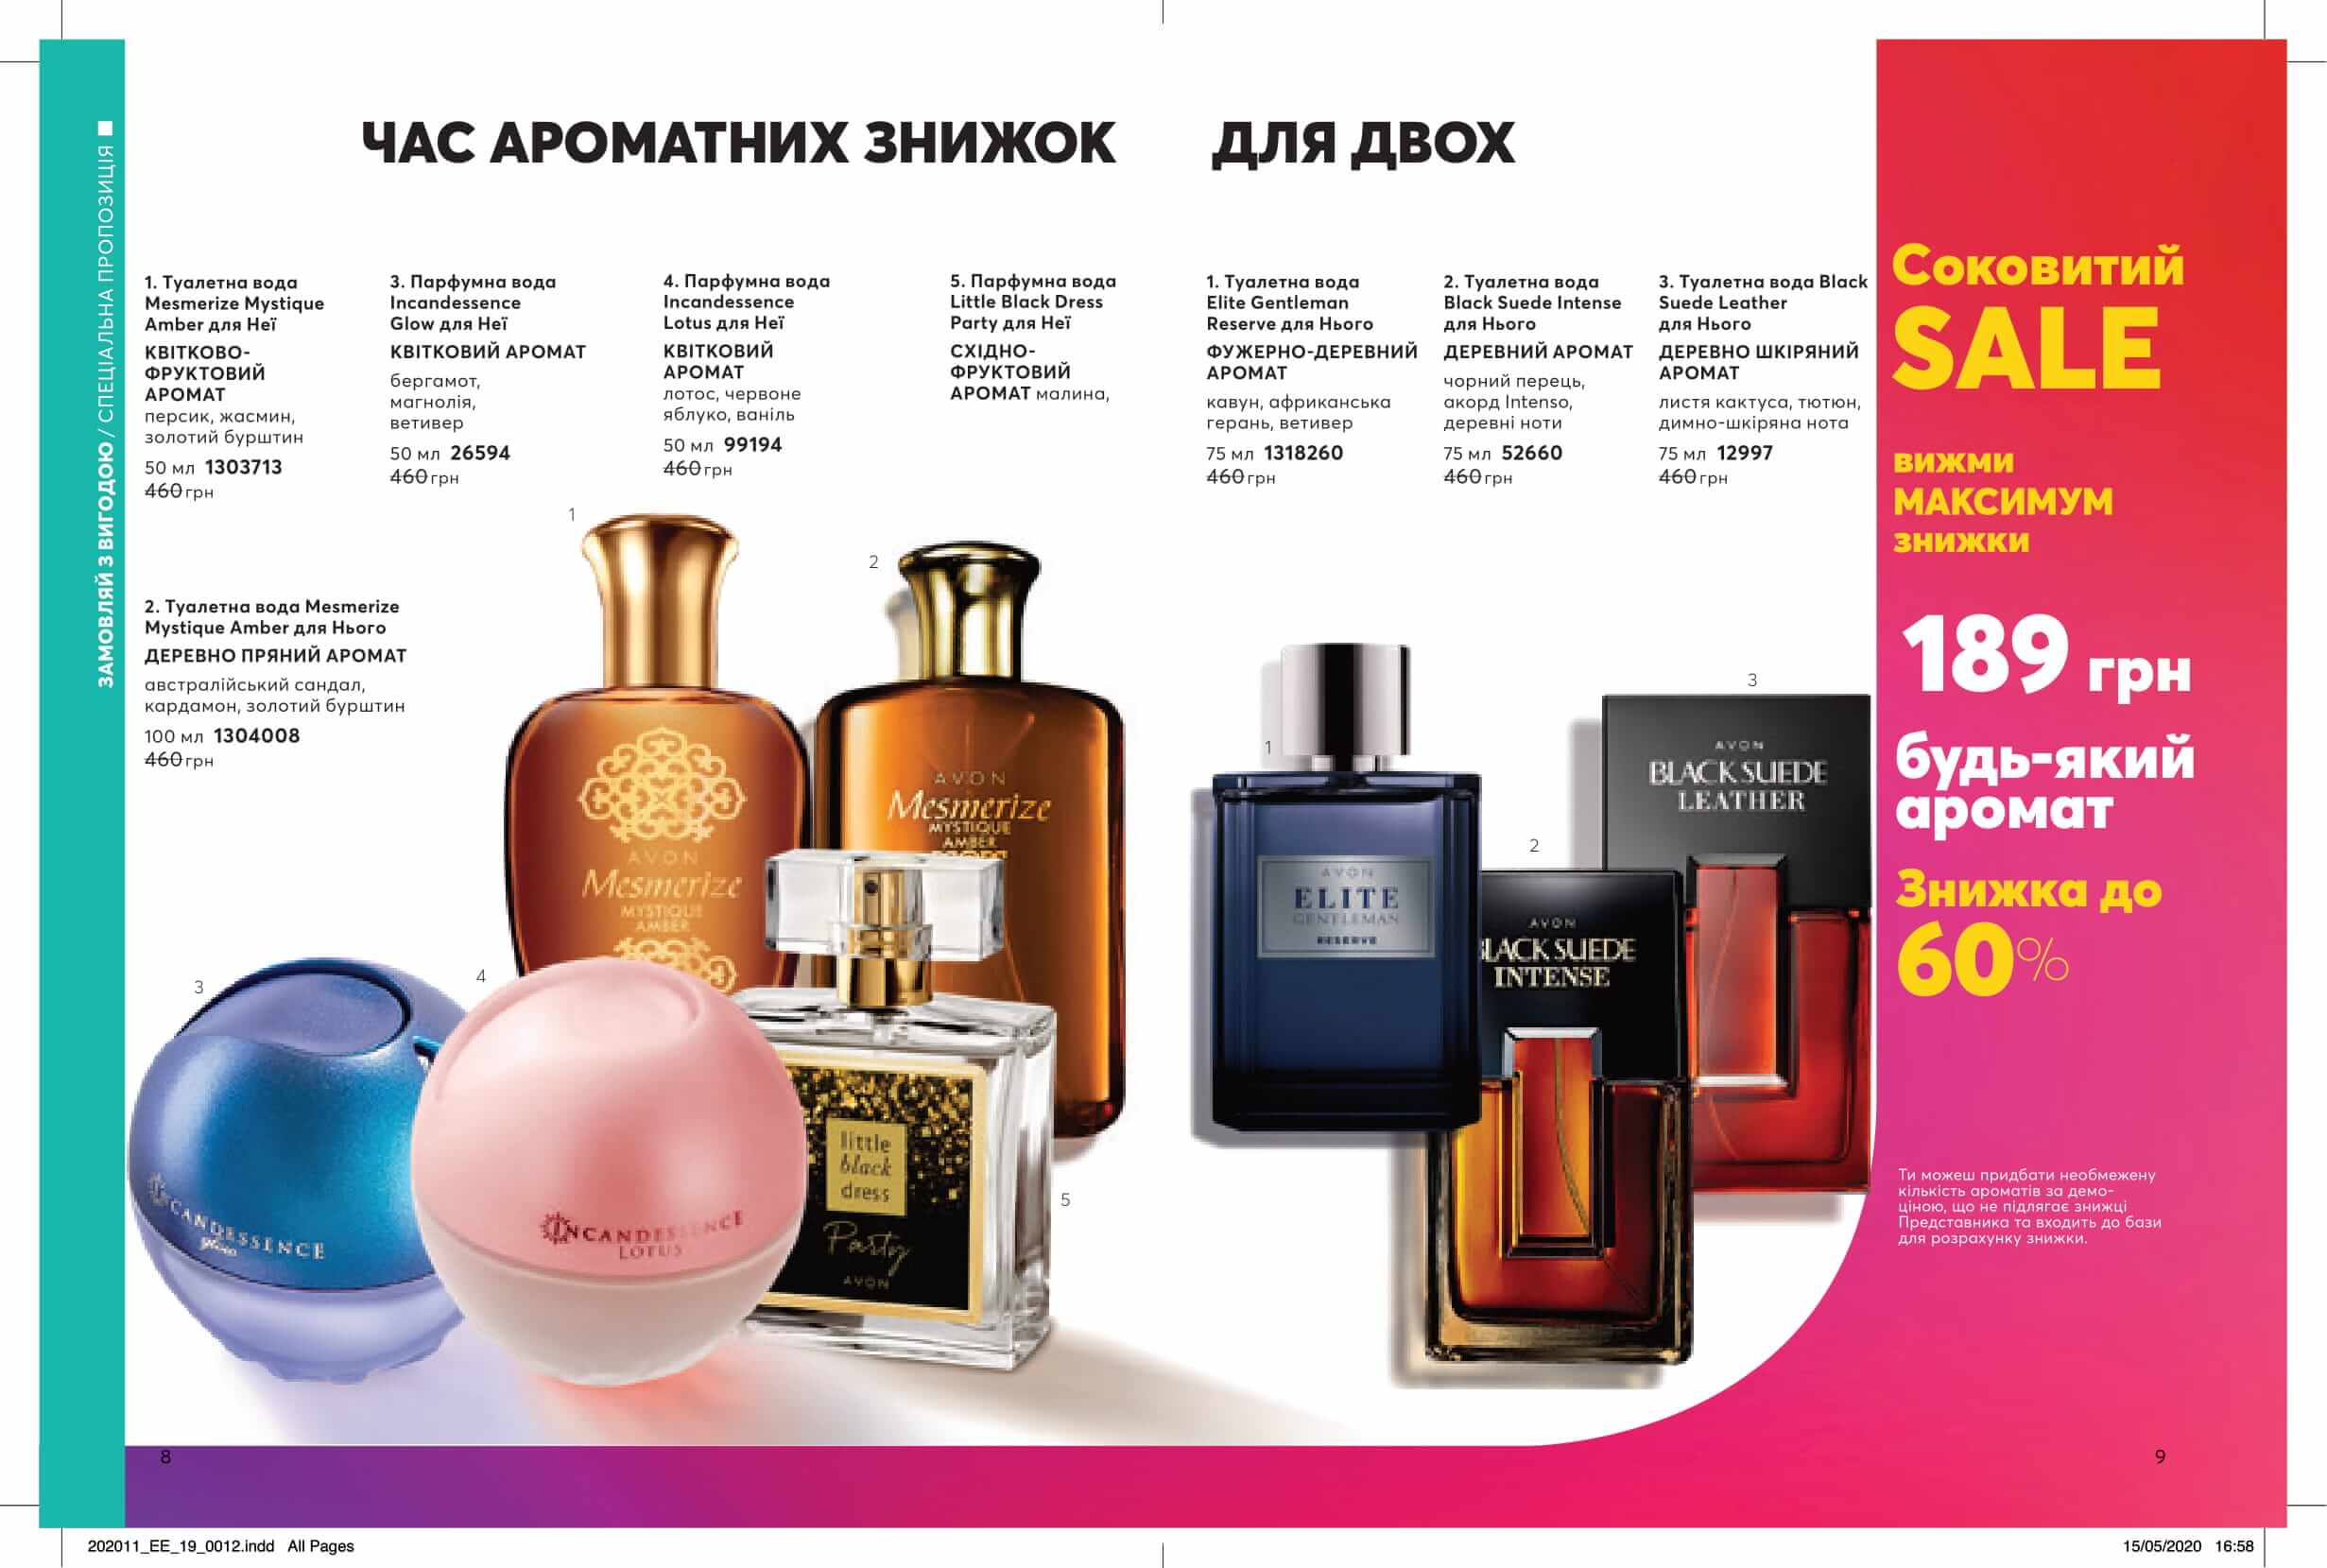 ЗАМОВЛЯЙ З ВИГОДОЮ / СПЕЦІАЛЬНА ПРОПОЗИЦІЯ
ЧАС АРОМАТНИХ ЗНИЖОК ДЛЯ ДВОХ
1. Туалетна вода
Mesmerize Mystique
Amber для Неї
КВІТКОВО-
ФРУКТОВИЙ
АРОМАТ
персик, жасмин,
золотий бурштин
50 мл 1303713
460 грн
2. Туалетна вода Mesmerize
Mystique Amber для Нього
ДЕРЕВНО ПРЯНИЙ АРОМАТ
австралійський сандал,
кардамон, золотий бурштин
100 мл 1304008
460 грн
3. Парфумна вода
Incandessence
Glow для Неї
КВІТКОВИЙ АРОМАТ
бергамот,
магнолія,
ветивер
50 мл 26594
460 грн
4. Парфумна вода
Incandessence
Lotus для Неї
КВІТКОВИЙ
АРОМАТ
лотос, червоне
яблуко, ваніль
50 мл 99194
460 грн
5. Парфумна вода
Little Black Dress
Party для Неї
СХІДНО-
ФРУКТОВИЙ
АРОМАТ малина,
1
AVON
Mesmerize
MYSTIQUE
AMBER
2
AVON
Mesmerize
MYSTIQUE
AMBER
3
INCANDESSENCE
glow
4
INCANDESSENCE
LOTUS
5
little
black
dress
Party
AVON
1. Туалетна вода
Elite Gentleman
Reserve для Нього
ФУЖЕРНО-ДЕРЕВНИЙ
АРОМАТ
кавун, африканська
герань, ветивер
75 мл 1318260
460 грн
2. Туалетна вода
Black Suede Intense
для Нього
ДЕРЕВНИЙ АРОМАТ
чорний перець,
акорд Intenso,
деревні ноти
75 мл 52660
460 грн
3. Туалетна вода Black
Suede Leather
для Нього
ДЕРЕВНО ШКІРЯНИЙ
АРОМАТ
листя кактуса, тютюн,
димно-шкіряна нота
75 мл 12997
460 грн
1
AVON
ELITE
GENTLEMAN
RESERVE
2
AVON
BLACK SUEDE
INTENSE
3
AVON
BLACK SUEDE
LEATHER
Соковитий
SALE
ВИЖМИ
МАКСИМУМ
ЗНИЖКИ
189 грн
будь-який
аромат
Знижка до
60%
Ти можеш придбати необмежену
кількість ароматів за демо-
ціною, що не підлягає знижці
Представника та входить до бази
для розрахунку знижки.
8
9
202011_EE_19_0012.indd All Pages
15/05/2020 16:58